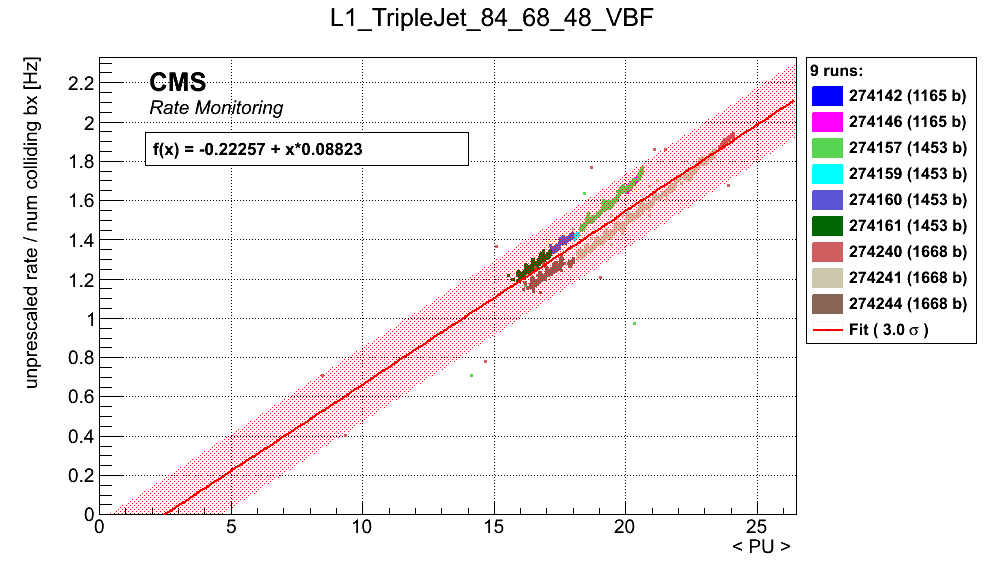 L1_TripleJet_84_68_48_VBF
unprescaled rate / num colliding bx [Hz]
CMS
Rate Monitoring
f(x) = -0.22257 + x*0.08823
2.2
2
1.8
1.6
1.4
1.2
1
0.8
0.6
0.4
0.2
0
0 5 10 15 20 25
< PU >
9 runs:
274142 (1165 b)
274146 (1165 b)
274157 (1453 b)
274159 (1453 b)
274160 (1453 b)
274161 (1453 b)
274240 (1668 b)
274241 (1668 b)
274244 (1668 b)
Fit ( 3.0 σ )